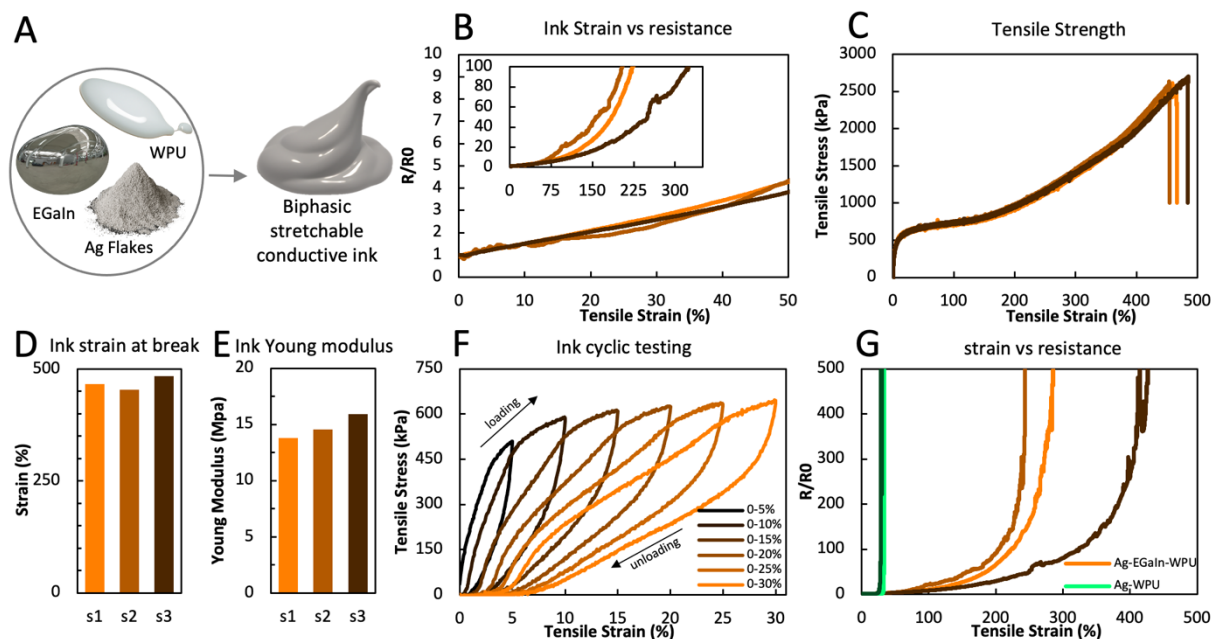 A
WPU
EGaIn
Ag Flakes
Biphasic
stretchable
conductive ink
B
Ink Strain vs resistance
R/R0
10
9
8
7
6
5
4
3
2
1
0
100
80
60
40
20
0
0 75 150 225 300
0 10 20 30 40 50
Tensile Strain (%)
C
Tensile Strength
Tensile Stress (kPa)
3000
2500
2000
1500
1000
500
0
0 100 200 300 400 500
Tensile Strain (%)
D
Ink strain at break
Strain (%)
500
250
0
s1 s2 s3
E
Ink Young modulus
Young Modulus (Mpa)
20
15
10
5
0
s1 s2 s3
F
Ink cyclic testing
Tensile Stress (kPa)
750
600
450
300
150
0
loading
unloading
0-5%
0-10%
0-15%
0-20%
0-25%
0-30%
0 5 10 15 20 25 30
Tensile Strain (%)
G
strain vs resistance
R/R0
500
400
300
200
100
0
Ag-EGaIn-WPU
Ag-WPU
0 100 200 300 400 500
Tensile Strain (%)